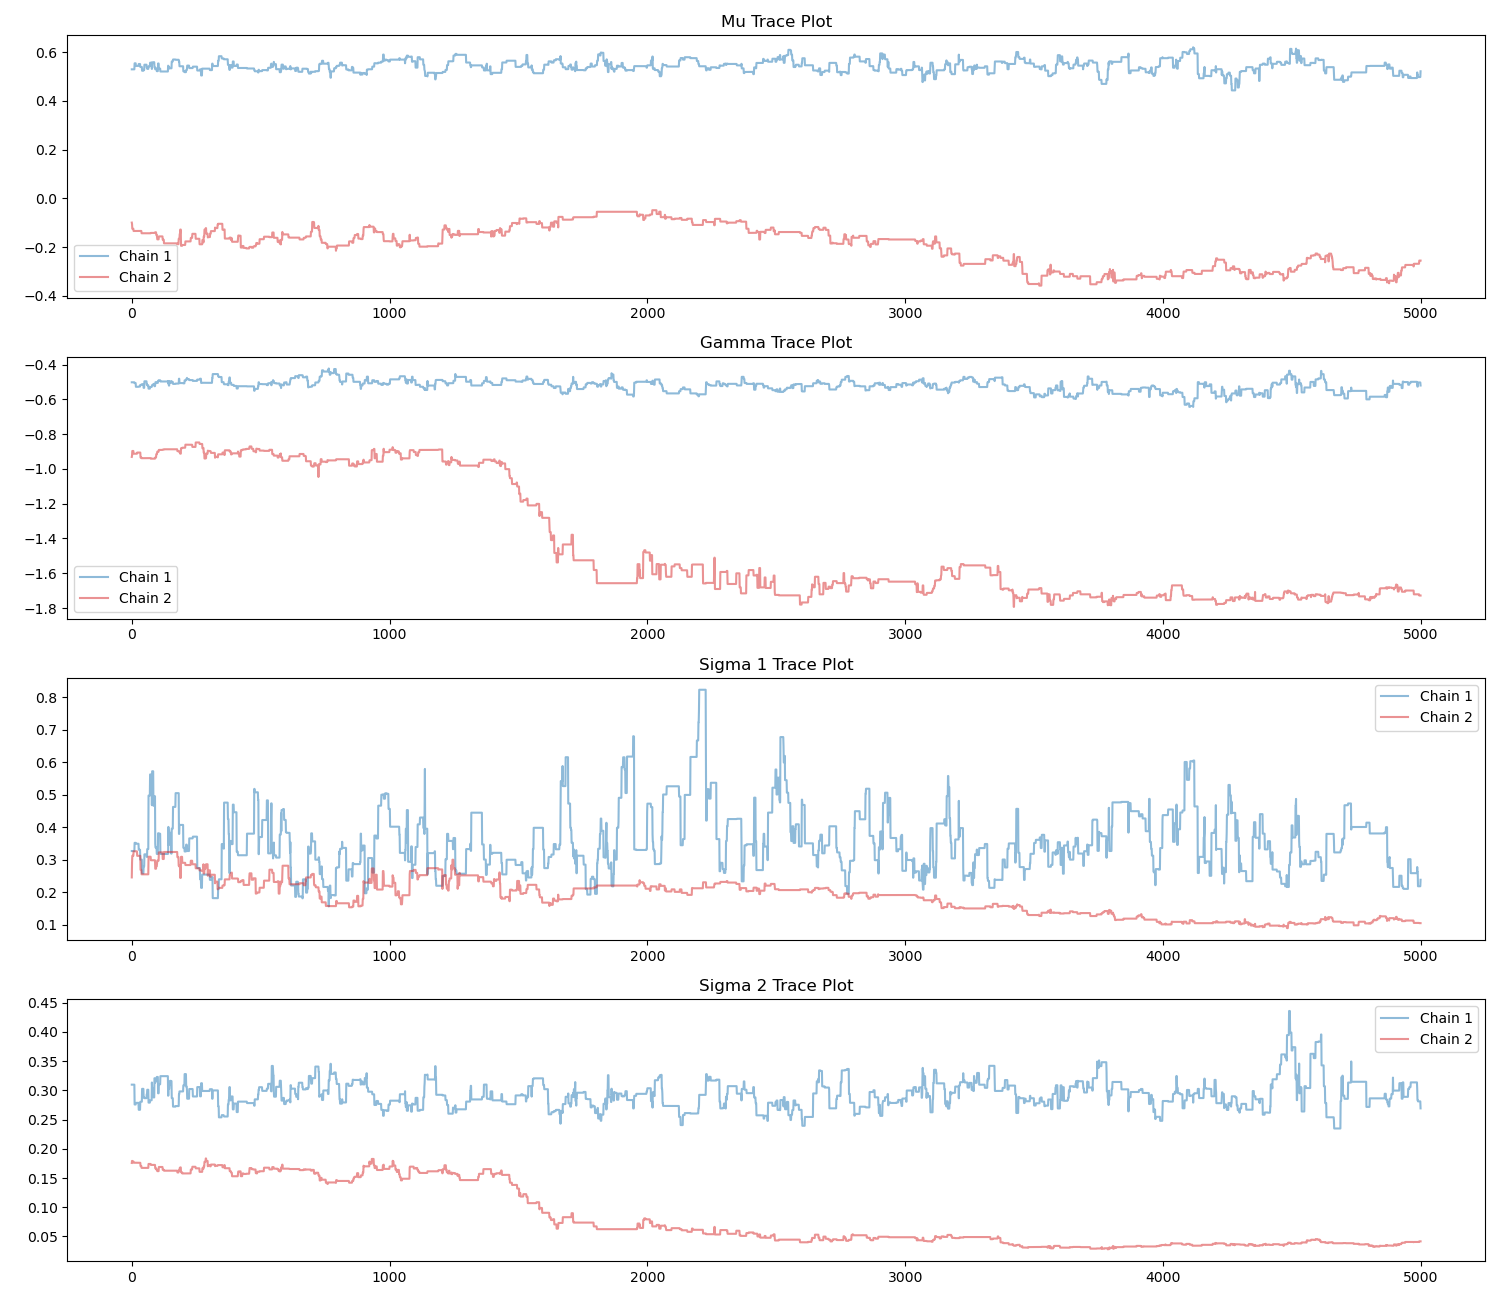 Mu Trace Plot
0.6
0.4
0.2
0.0
−0.2
−0.4
Chain 1
Chain 2
0 1000 2000 3000 4000 5000
Gamma Trace Plot
−0.4
−0.6
−0.8
−1.0
−1.2
−1.4
−1.6
−1.8
Chain 1
Chain 2
0 1000 2000 3000 4000 5000
Sigma 1 Trace Plot
0.8
0.7
0.6
0.5
0.4
0.3
0.2
0.1
Chain 1
Chain 2
0 1000 2000 3000 4000 5000
Sigma 2 Trace Plot
0.45
0.40
0.35
0.30
0.25
0.20
0.15
0.10
0.05
Chain 1
Chain 2
0 1000 2000 3000 4000 5000